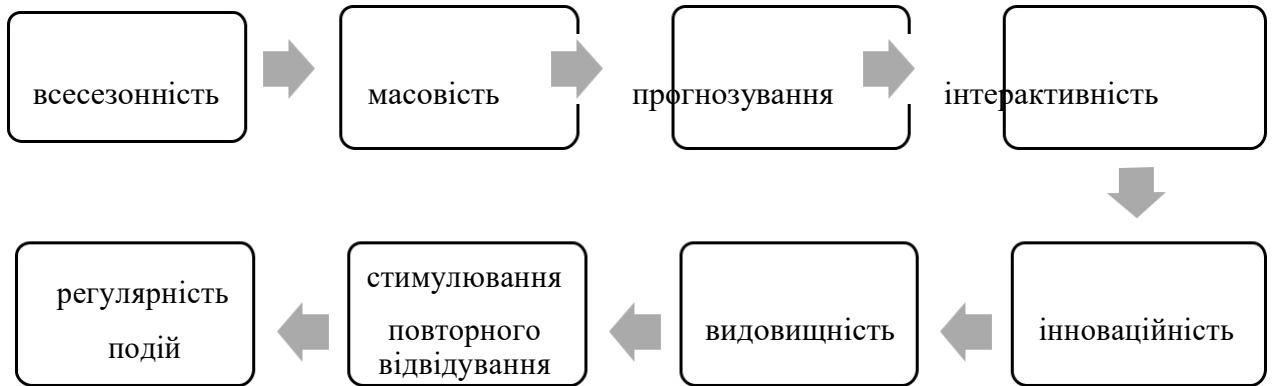 всесезонність
масовість
прогнозування
інтерактивність
інноваційність
видовищність
стимулювання
повторного
відвідування
регулярність
подій